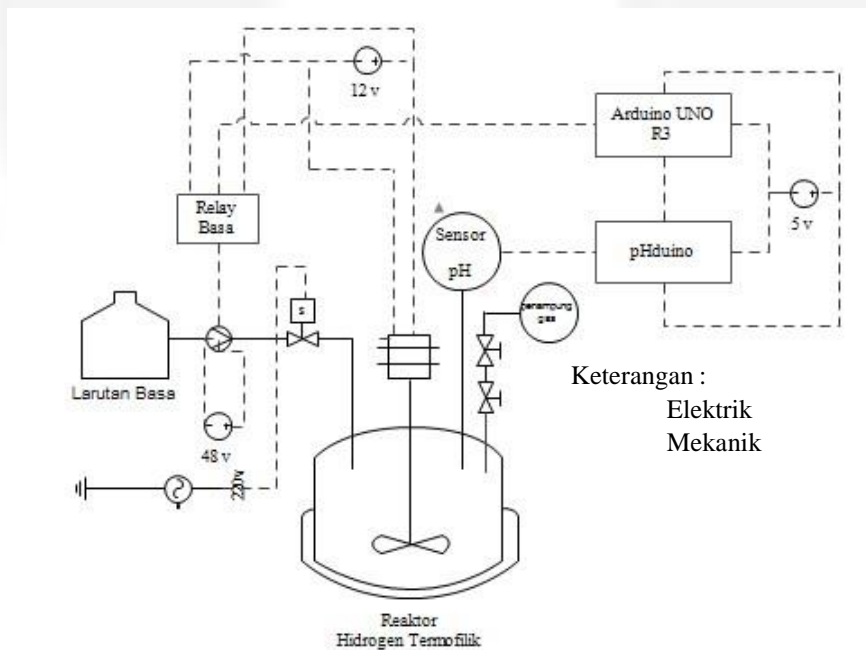 12 v
Arduino UNO
R3
Relay
Basa
Sensor
pH
pHduino
5 v
s
penampung
gas
Larutan Basa
Keterangan :
Elektrik
Mekanik
48 v
220v
Reaktor
Hidrogen Termofilik